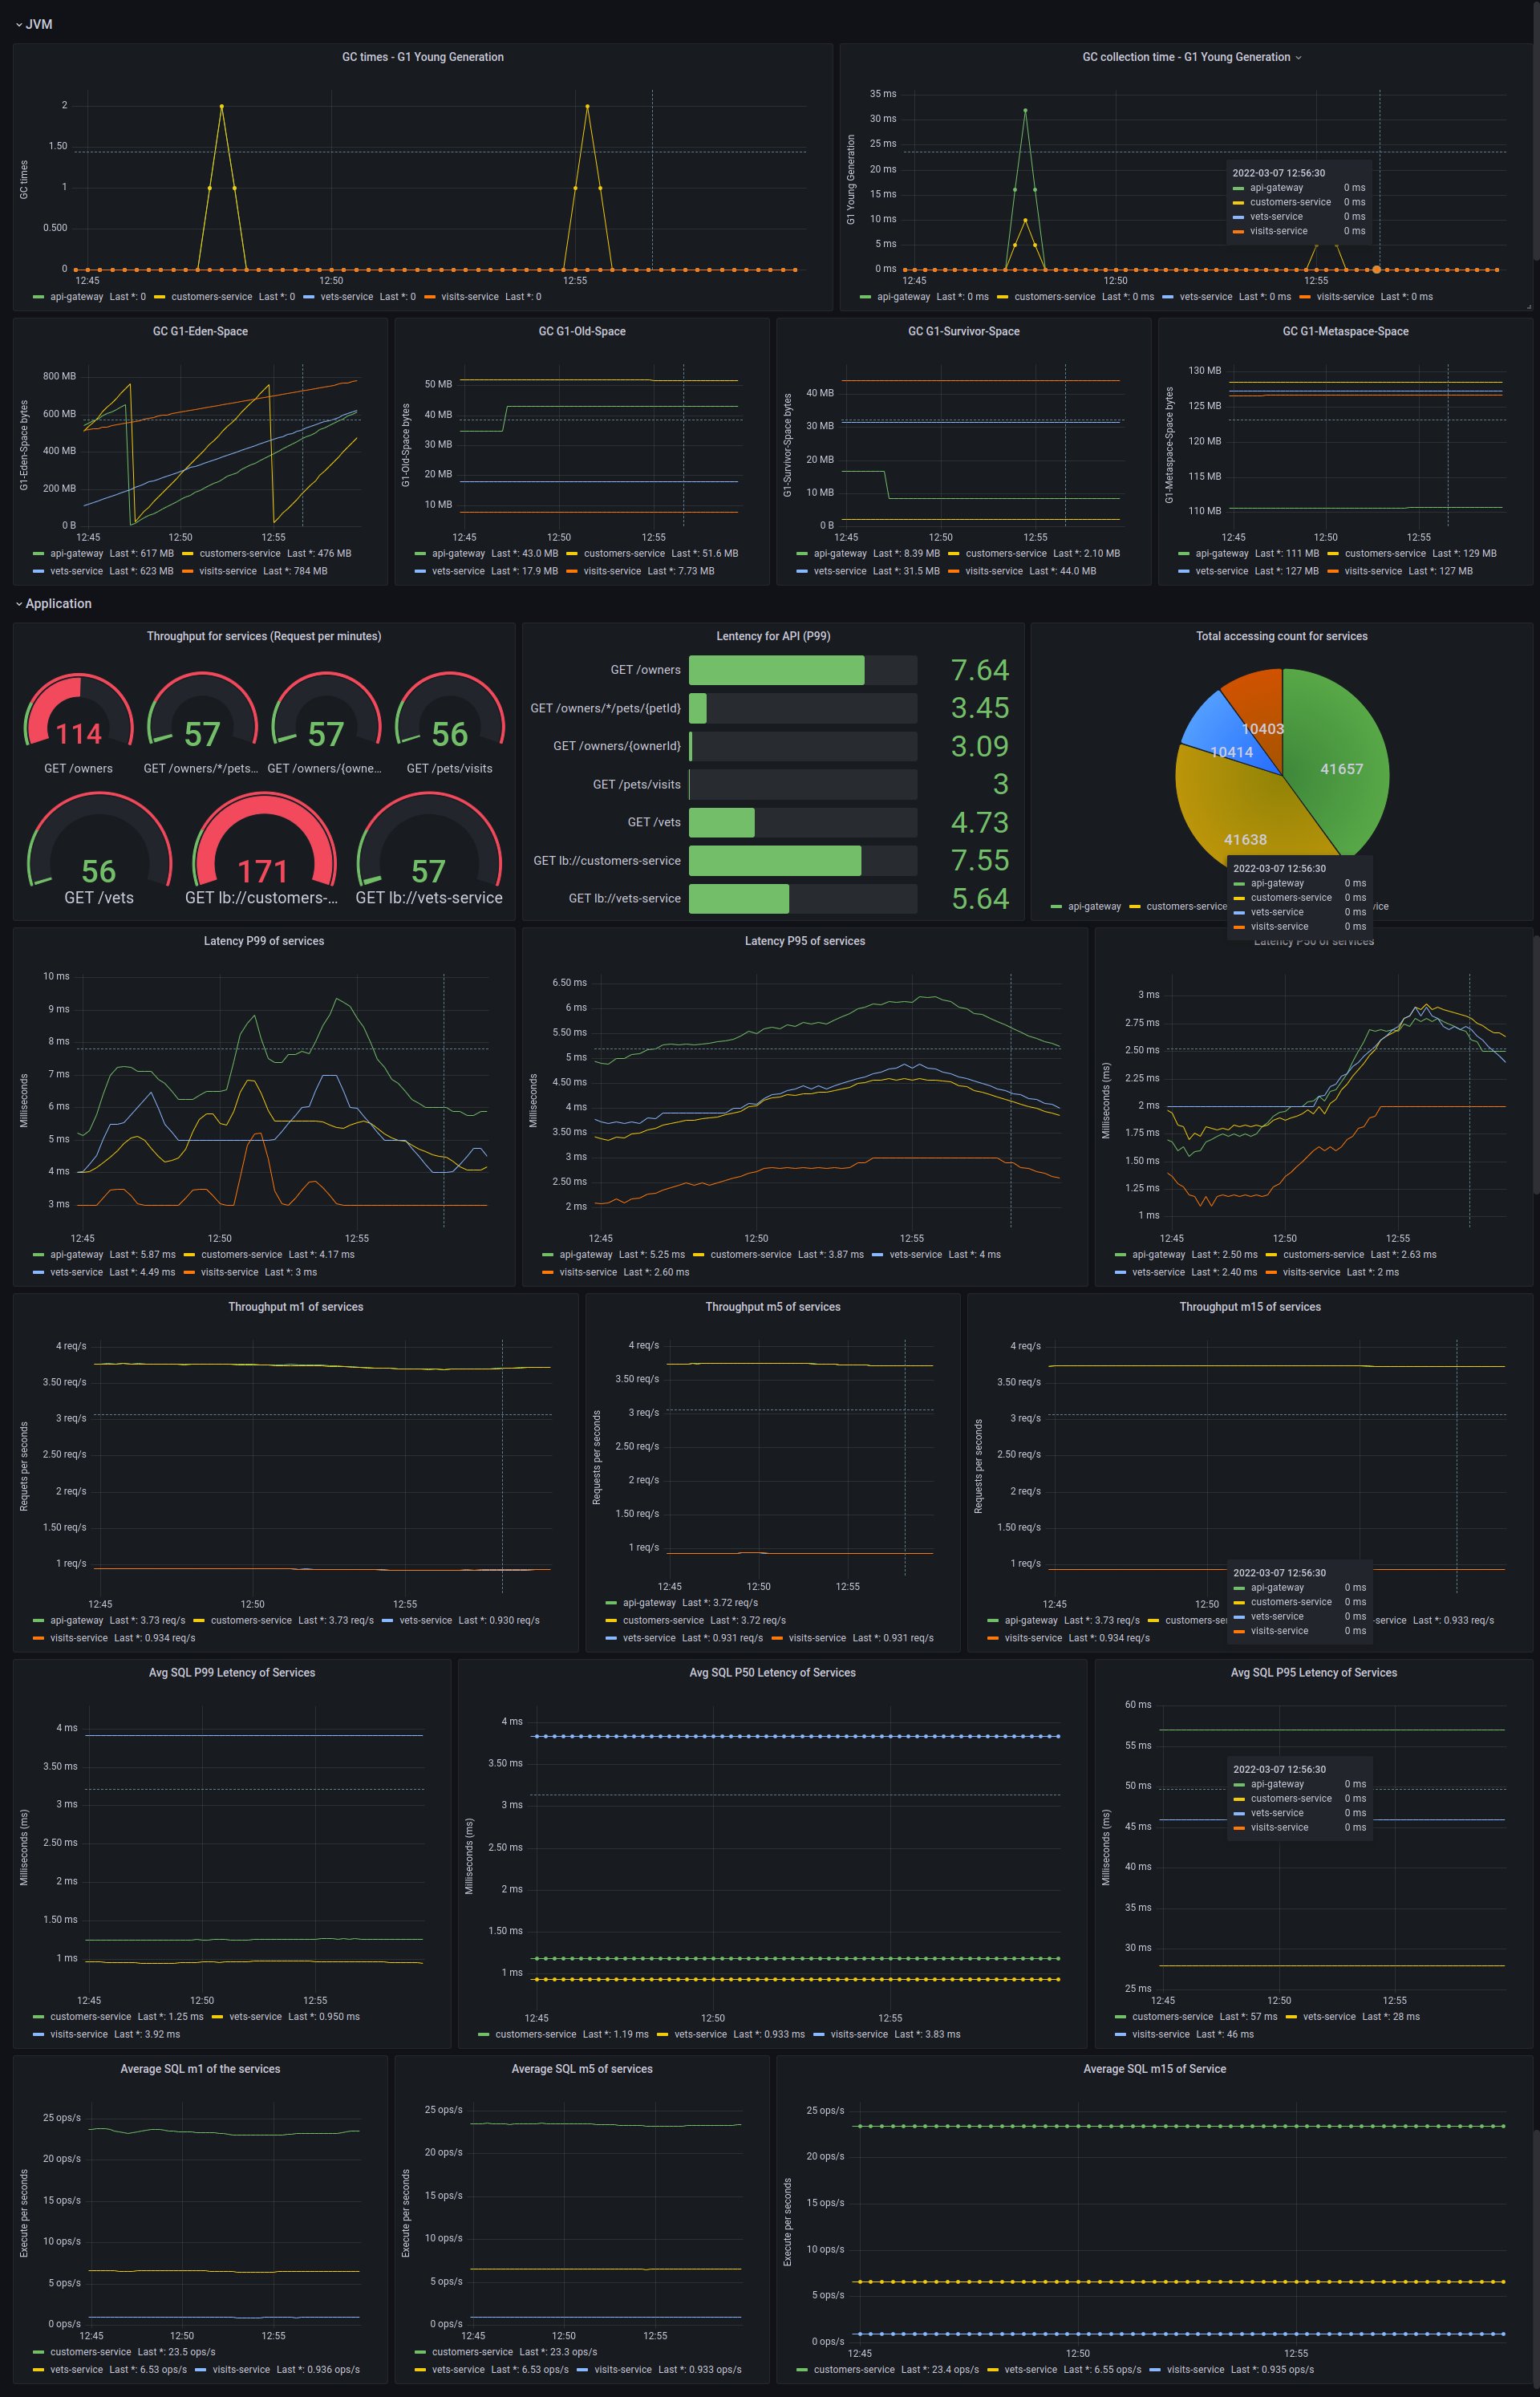 JVM
GC times - G1 Young Generation
GC times
2
1.50
1
0.500
0
12:45 12:50 12:55
api-gateway Last *: 0 customers-service Last *: 0 vets-service Last *: 0 visits-service Last *: 0
GC collection time - G1 Young Generation
G1 Young Generation
35 ms
30 ms
25 ms
20 ms
15 ms
10 ms
5 ms
0 ms
12:45 12:50 12:55
2022-03-07 12:56:30
api-gateway 0 ms
customers-service 0 ms
vets-service 0 ms
visits-service 0 ms
api-gateway Last *: 0 ms customers-service Last *: 0 ms vets-service Last *: 0 ms visits-service Last *: 0 ms
GC G1-Eden-Space
G1-Eden-Space bytes
800 MB
600 MB
400 MB
200 MB
0 B
12:45 12:50 12:55
api-gateway Last *: 617 MB customers-service Last *: 476 MB
vets-service Last *: 623 MB visits-service Last *: 784 MB
GC G1-Old-Space
G1-Old-Space bytes
50 MB
40 MB
30 MB
20 MB
10 MB
12:45 12:50 12:55
api-gateway Last *: 43.0 MB customers-service Last *: 51.6 MB
vets-service Last *: 17.9 MB visits-service Last *: 7.73 MB
GC G1-Survivor-Space
G1-Survivor-Space bytes
40 MB
30 MB
20 MB
10 MB
0 B
12:45 12:50 12:55
api-gateway Last *: 8.39 MB customers-service Last *: 2.10 MB
vets-service Last *: 31.5 MB visits-service Last *: 44.0 MB
GC G1-Metaspace-Space
G1-Metaspace-Space bytes
130 MB
125 MB
120 MB
115 MB
110 MB
12:45 12:50 12:55
api-gateway Last *: 111 MB customers-service Last *: 129 MB
vets-service Last *: 127 MB visits-service Last *: 127 MB
Application
Throughput for services (Request per minutes)
114 57 57 56
GET /owners GET /owners/*/pets... GET /owners/{owne... GET /pets/visits
56 171 57
GET /vets GET lb://customers-... GET lb://vets-service
Lentency for API (P99)
GET /owners 7.64
GET /owners/*/pets/{petId} 3.45
GET /owners/{ownerId} 3.09
GET /pets/visits 3
GET /vets 4.73
GET lb://customers-service 7.55
GET lb://vets-service 5.64
Total accessing count for services
10403
10414
41657
41638
2022-03-07 12:56:30
api-gateway 0 ms
customers-service 0 ms
vets-service 0 ms
visits-service 0 ms
api-gateway customers-service
Latency P99 of services
Milliseconds
10 ms
9 ms
8 ms
7 ms
6 ms
5 ms
4 ms
3 ms
12:45 12:50 12:55
api-gateway Last *: 5.87 ms customers-service Last *: 4.17 ms
vets-service Last *: 4.49 ms visits-service Last *: 3 ms
Latency P95 of services
Milliseconds
6.50 ms
6 ms
5.50 ms
5 ms
4.50 ms
4 ms
3.50 ms
3 ms
2.50 ms
2 ms
12:45 12:50 12:55
api-gateway Last *: 5.25 ms customers-service Last *: 3.87 ms vets-service Last *: 4 ms
visits-service Last *: 2.60 ms
Latency P50 of services
Milliseconds (ms)
3 ms
2.75 ms
2.50 ms
2.25 ms
2 ms
1.75 ms
1.50 ms
1.25 ms
1 ms
12:45 12:50 12:55
api-gateway Last *: 2.50 ms customers-service Last *: 2.63 ms
vets-service Last *: 2.40 ms visits-service Last *: 2 ms
Throughput m1 of services
Requets per seconds
4 req/s
3.50 req/s
3 req/s
2.50 req/s
2 req/s
1.50 req/s
1 req/s
12:45 12:50 12:55
api-gateway Last *: 3.73 req/s customers-service Last *: 3.73 req/s vets-service Last *: 0.930 req/s
visits-service Last *: 0.934 req/s
Throughput m5 of services
Requests per seconds
4 req/s
3.50 req/s
3 req/s
2.50 req/s
2 req/s
1.50 req/s
1 req/s
12:45 12:50 12:55
api-gateway Last *: 3.72 req/s
customers-service Last *: 3.72 req/s
vets-service Last *: 0.931 req/s visits-service Last *: 0.931 req/s
Throughput m15 of services
Requests per seconds
4 req/s
3.50 req/s
3 req/s
2.50 req/s
2 req/s
1.50 req/s
1 req/s
12:45 12:50
2022-03-07 12:56:30
api-gateway 0 ms
customers-service 0 ms
vets-service 0 ms
visits-service 0 ms
api-gateway Last *: 3.73 req/s customers-se -service Last *: 0.933 req/s
visits-service Last *: 0.934 req/s
Avg SQL P99 Letency of Services
Milliseconds (ms)
4 ms
3.50 ms
3 ms
2.50 ms
2 ms
1.50 ms
1 ms
12:45 12:50 12:55
customers-service Last *: 1.25 ms vets-service Last *: 0.950 ms
visits-service Last *: 3.92 ms
Avg SQL P50 Letency of Services
Milliseconds (ms)
4 ms
3.50 ms
3 ms
2.50 ms
2 ms
1.50 ms
1 ms
12:45 12:50 12:55
customers-service Last *: 1.19 ms vets-service Last *: 0.933 ms visits-service Last *: 3.83 ms
Avg SQL P95 Letency of Services
Milliseconds (ms)
60 ms
55 ms
50 ms
45 ms
40 ms
35 ms
30 ms
25 ms
12:45 12:50 12:55
2022-03-07 12:56:30
api-gateway 0 ms
customers-service 0 ms
vets-service 0 ms
visits-service 0 ms
customers-service Last *: 57 ms vets-service Last *: 28 ms
visits-service Last *: 46 ms
Average SQL m1 of the services
Execute per seconds
25 ops/s
20 ops/s
15 ops/s
10 ops/s
5 ops/s
0 ops/s
12:45 12:50 12:55
customers-service Last *: 23.5 ops/s
vets-service Last *: 6.53 ops/s visits-service Last *: 0.936 ops/s
Average SQL m5 of services
Execute per seconds
25 ops/s
20 ops/s
15 ops/s
10 ops/s
5 ops/s
0 ops/s
12:45 12:50 12:55
customers-service Last *: 23.3 ops/s
vets-service Last *: 6.53 ops/s visits-service Last *: 0.933 ops/s
Average SQL m15 of Service
Execute per seconds
25 ops/s
20 ops/s
15 ops/s
10 ops/s
5 ops/s
0 ops/s
12:45 12:50 12:55
customers-service Last *: 23.4 ops/s vets-service Last *: 6.55 ops/s visits-service Last *: 0.935 ops/s